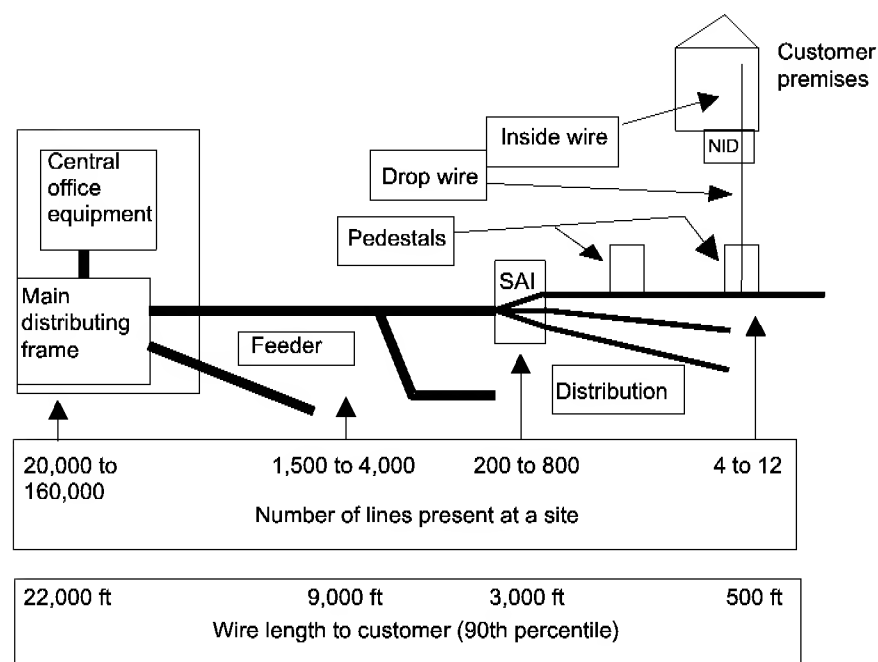 Customer
premises
Inside wire
NID
Central
office
equipment
Drop wire
Pedestals
SAI
Main
distributing
frame
Feeder
Distribution
20,000 to
160,000
1,500 to 4,000
200 to 800
4 to 12
Number of lines present at a site
22,000 ft
9,000 ft
3,000 ft
500 ft
Wire length to customer (90th percentile)